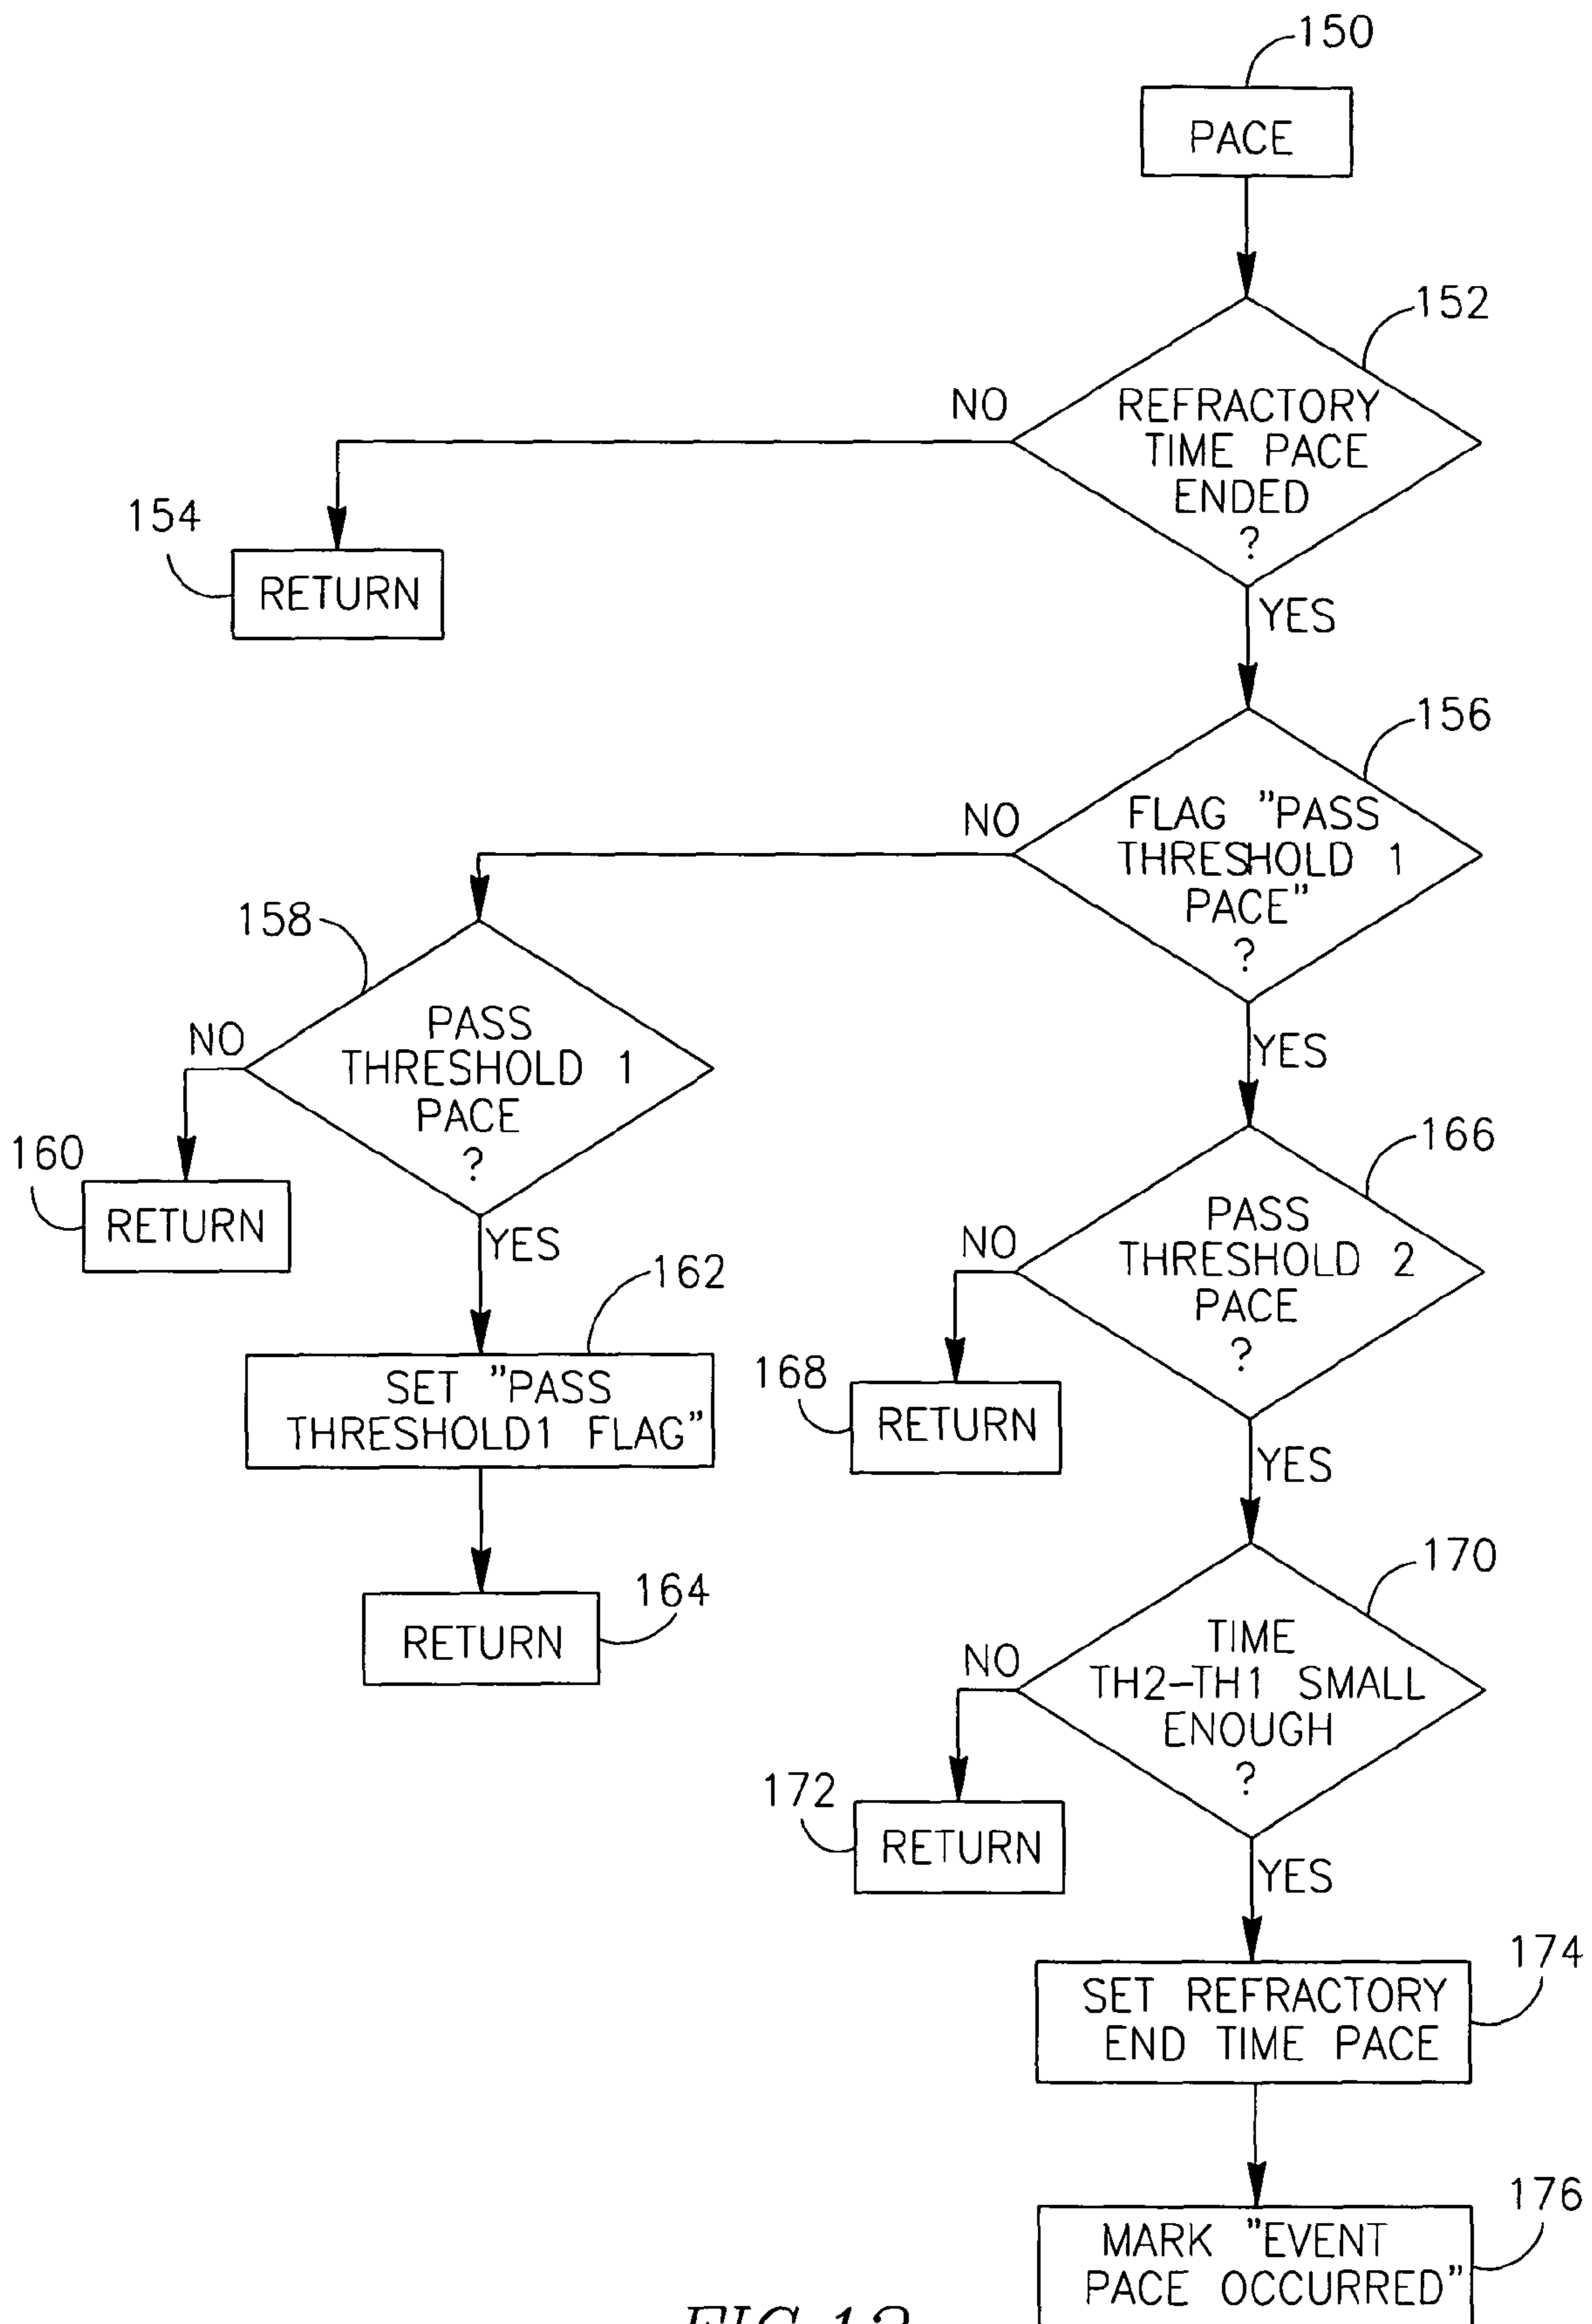 150
PACE
152
REFRACTORY
TIME PACE
ENDED
?
NO
YES
154
RETURN
156
FLAG "PASS
THRESHOLD 1
PACE"
?
NO
YES
158
PASS
THRESHOLD 1
PACE
?
NO
YES
160
RETURN
162
SET "PASS
THRESHOLD1 FLAG"
164
RETURN
166
PASS
THRESHOLD 2
PACE
?
NO
YES
168
RETURN
170
TIME
TH2-TH1 SMALL
ENOUGH
?
NO
YES
172
RETURN
174
SET REFRACTORY
END TIME PACE
176
MARK "EVENT
PACE OCCURRED"